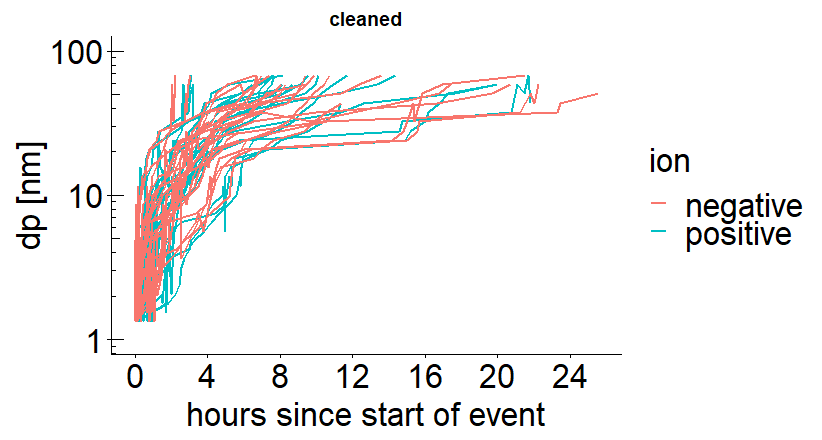 cleaned
100
10
1
dp [nm]
0 4 8 12 16 20 24
hours since start of event
ion
negative
positive